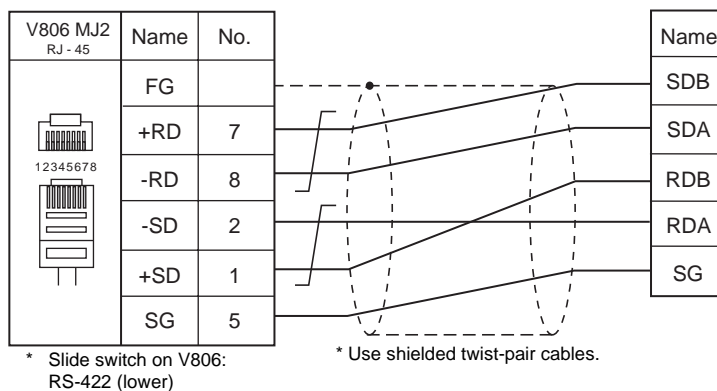 V806 MJ2
RJ - 45
Name No. Name
FG SDB
+RD 7 SDA
12345678
-RD 8 RDB
-SD 2 RDA
+SD 1 SG
SG 5
* Slide switch on V806:
RS-422 (lower)
* Use shielded twist-pair cables.